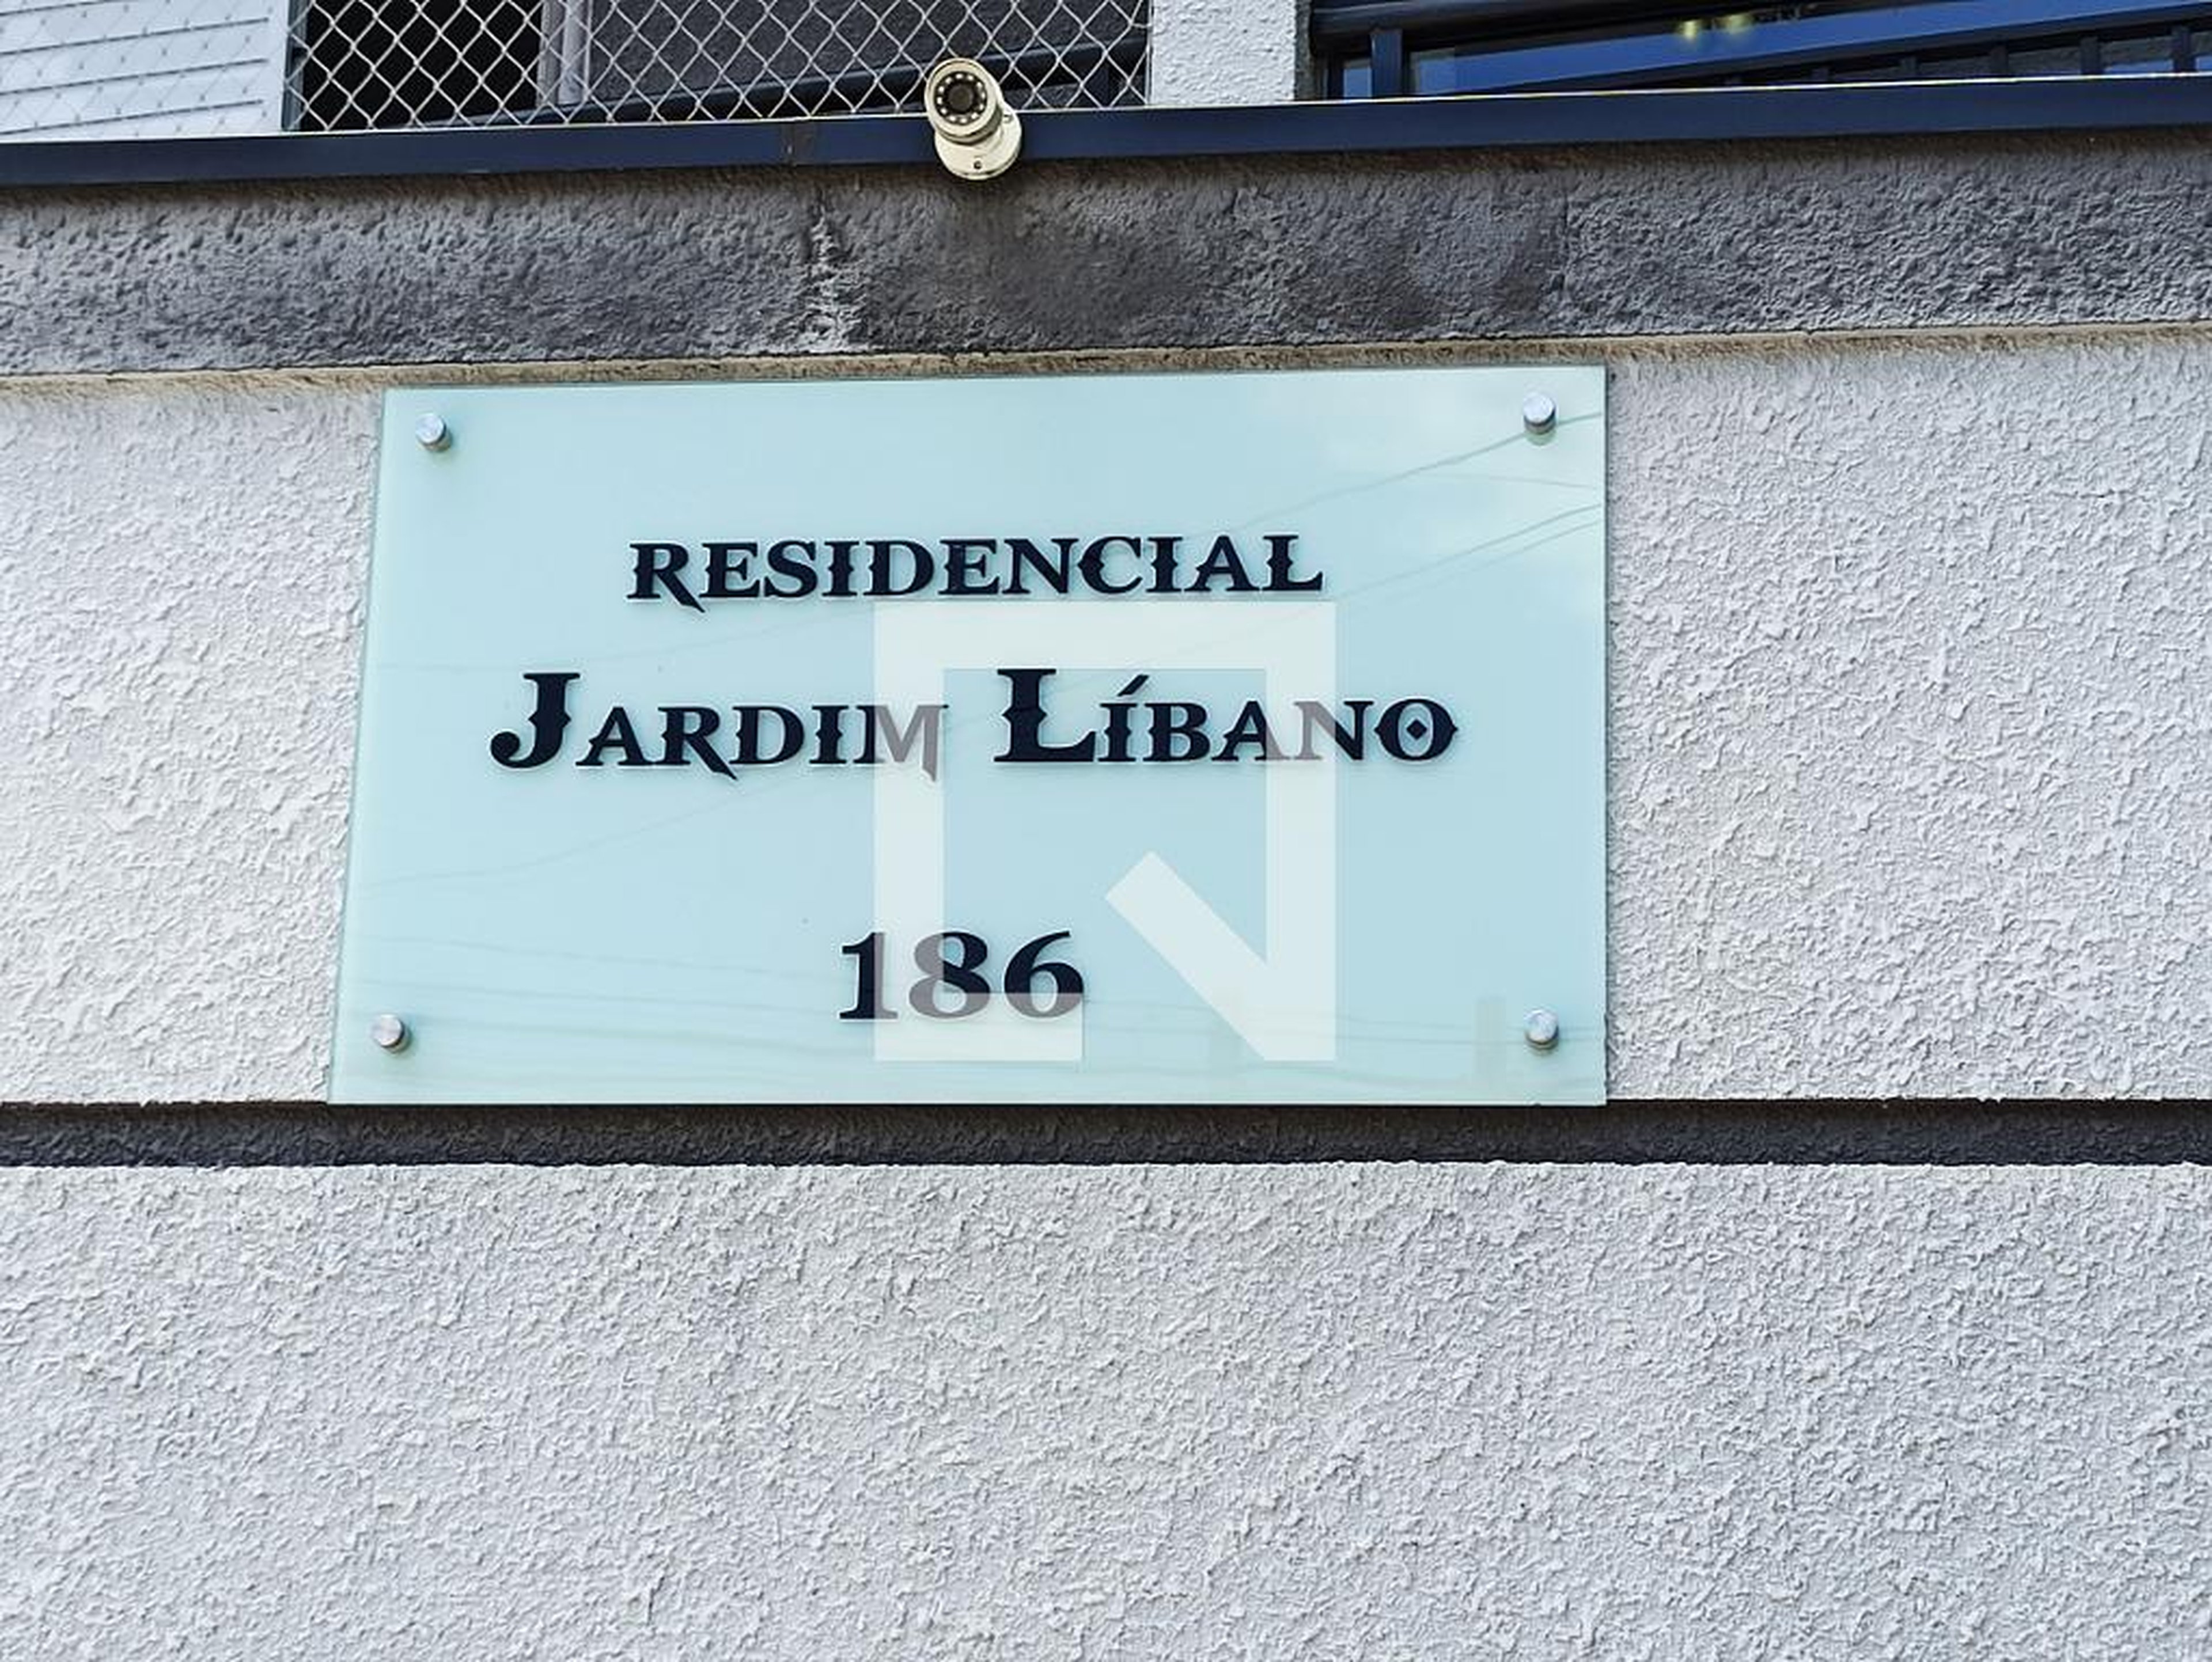 RESIDENCIAL
JARDIM LÍBANO
186